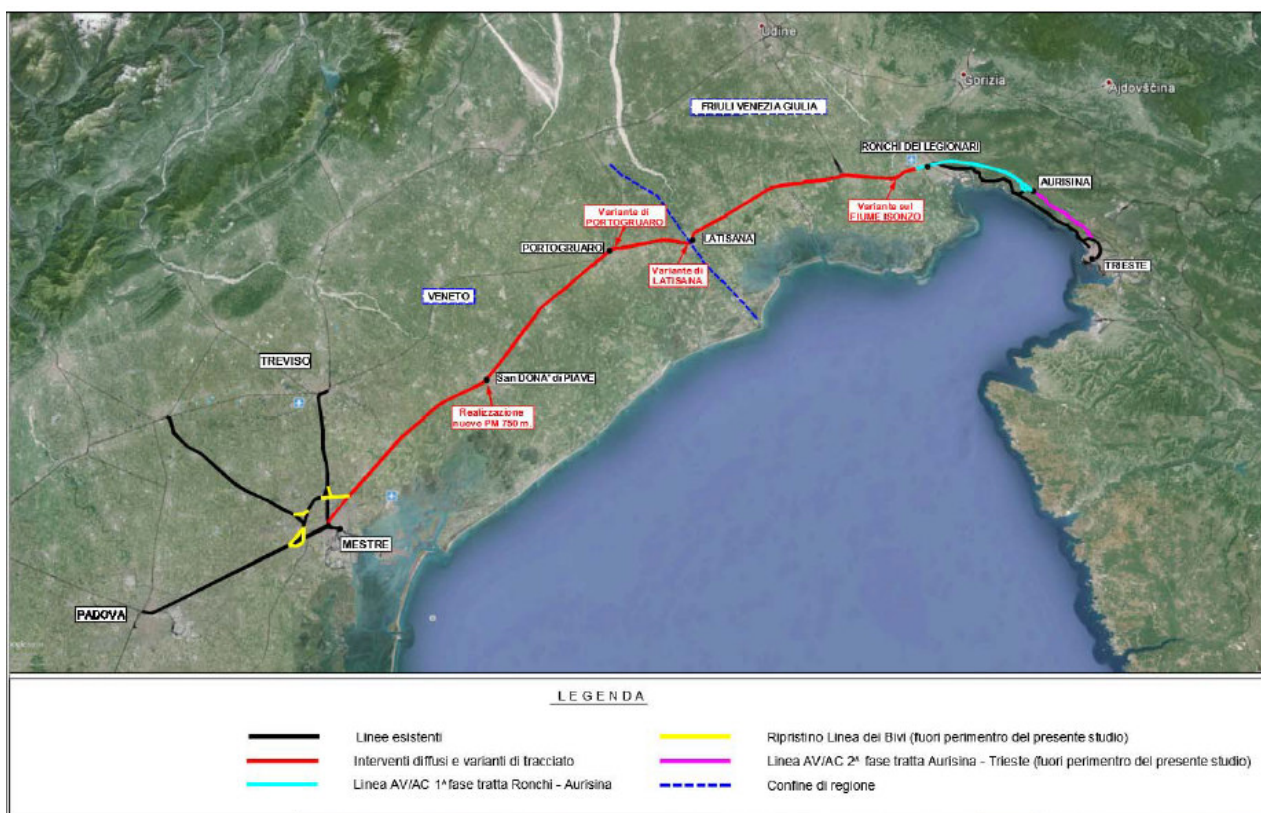 Udine
Gorizia
Ajdovščina
FRIULI VENEZIA GIULIA
RONCHI DEI LEGIONARI
AURISINA
Variante sul
FIUME ISONZO
Variante di
PORTOGRUARO
PORTOGRUARO
LATISANA
TRIESTE
Variante di
LATISANA
VENETO
TREVISO
San DONA' di PIAVE
Realizzazione
nuovo PM 750 m.
MESTRE
PADOVA
LEGENDA
Linee esistenti
Interventi diffusi e varianti di tracciato
Linea AV/AC 1^ fase tratta Ronchi - Aurisina
Ripristino Linea dei Bivi (fuori perimentro del presente studio)
Linea AV/AC 2^ fase tratta Aurisina - Trieste (fuori perimentro del presente studio)
Confine di regione